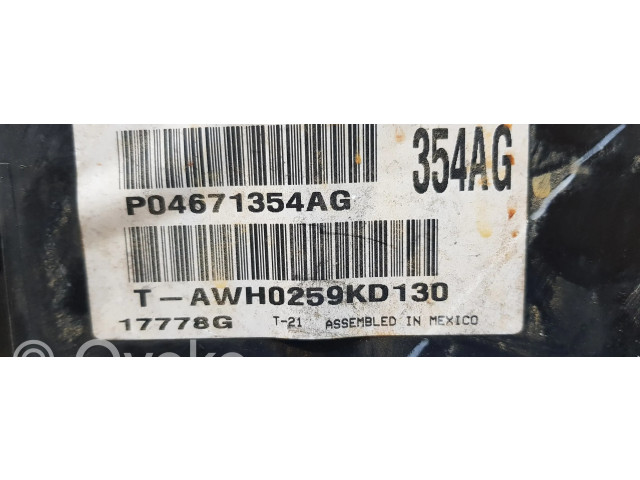 354AG
P04671354AG
T-AWH0259KD130
17778G T-21 ASSEMBLED IN MEXICO
Ovoko